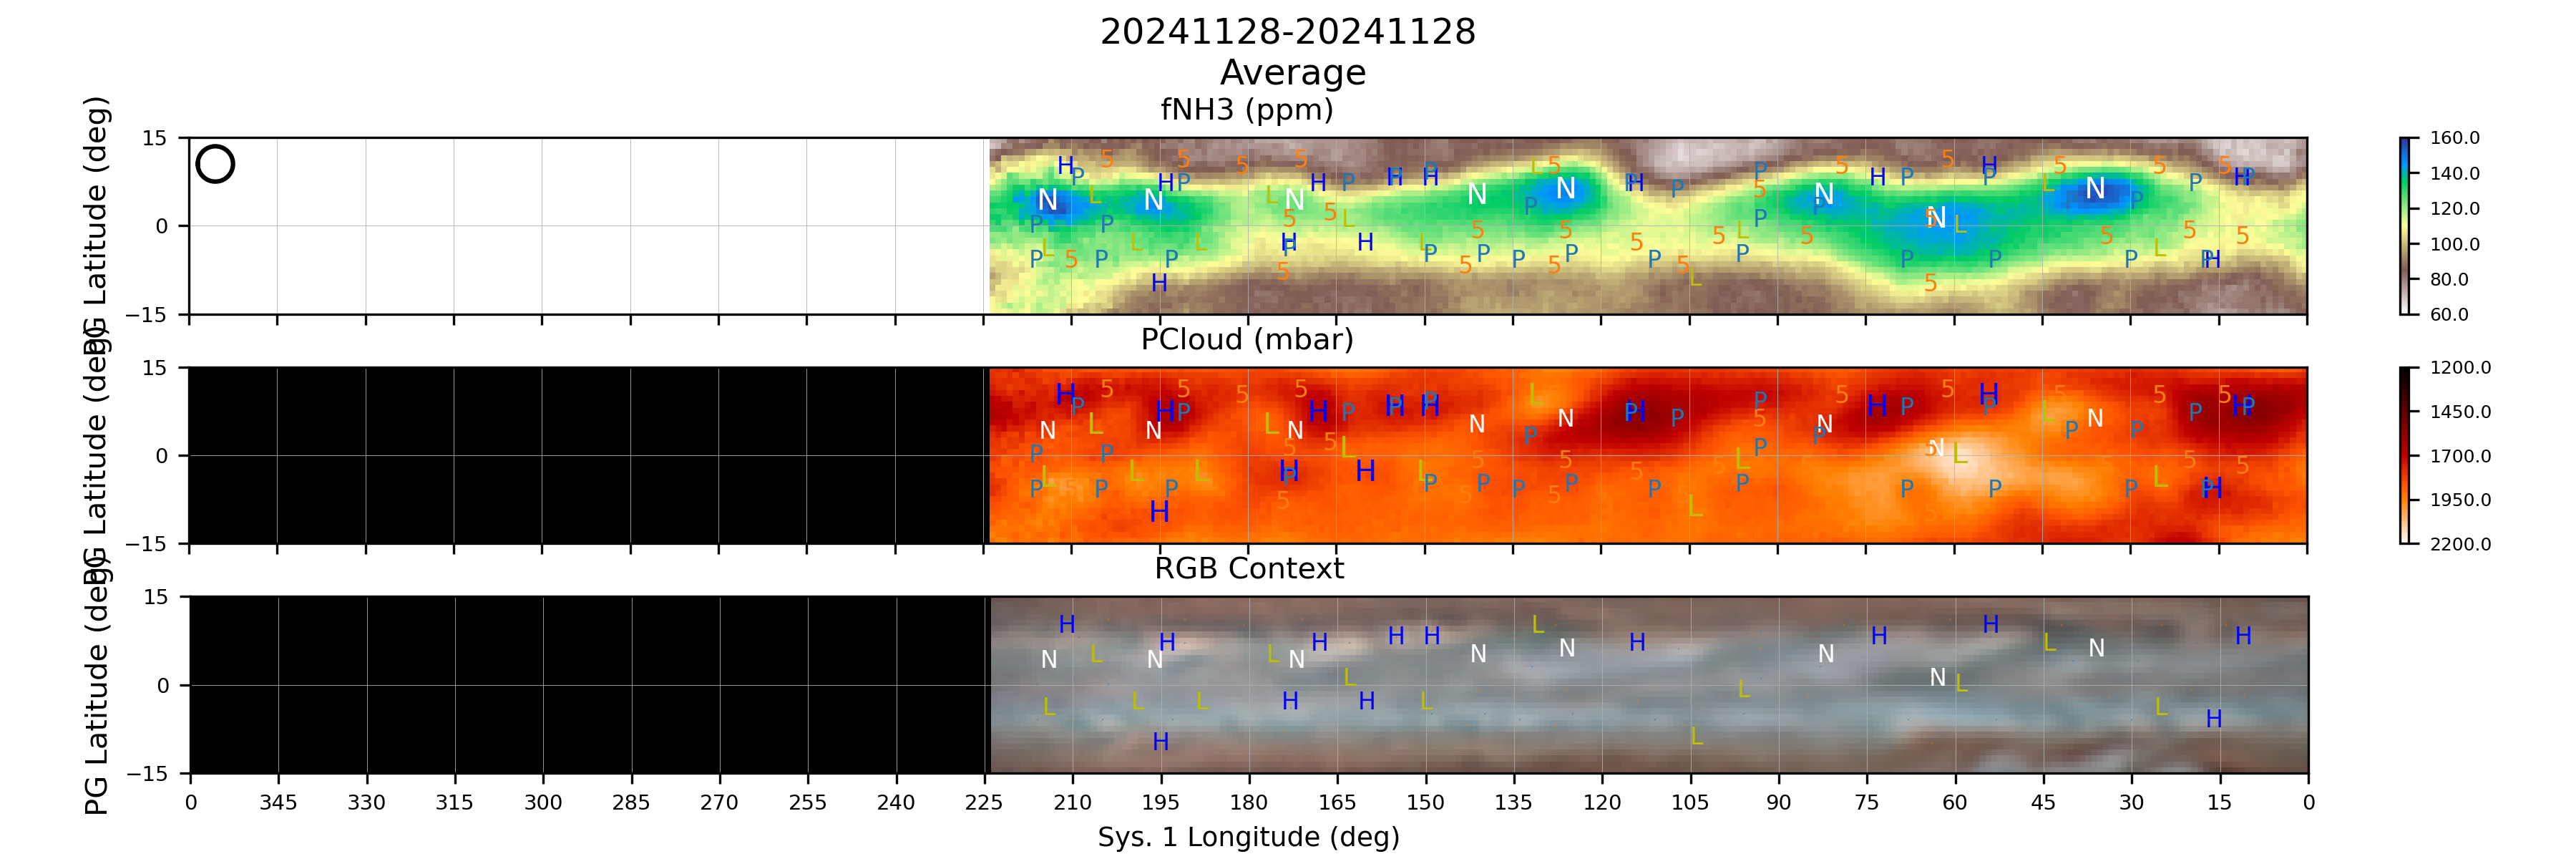 20241128-20241128
Average
fNH3 (ppm)
PG Latitude (deg)
15
0
−15
160.0
140.0
120.0
100.0
80.0
60.0
PCloud (mbar)
PG Latitude (deg)
15
0
−15
1200.0
1450.0
1700.0
1950.0
2200.0
RGB Context
PG Latitude (deg)
15
0
−15
0 345 330 315 300 285 270 255 240 225 210 195 180 165 150 135 120 105 90 75 60 45 30 15 0
Sys. 1 Longitude (deg)